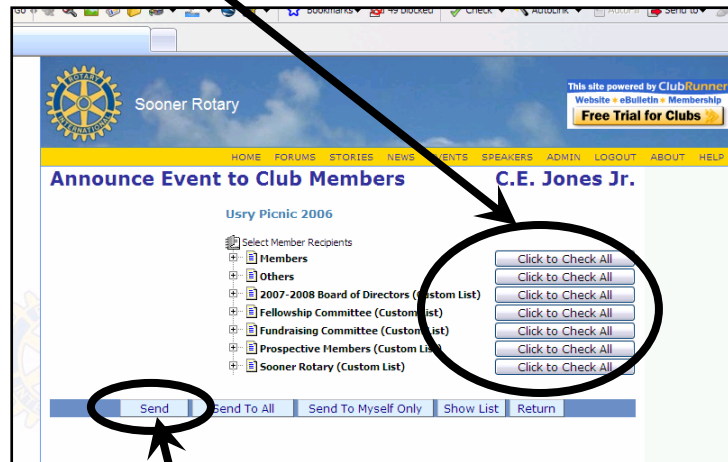 Go
Bookmarks 49 blocked Check AutoLink Send to
ROTARY
INTERNATIONAL
Sooner Rotary
This site powered by ClubRunner
Website eBulletin Membership
Free Trial for Clubs
HOME FORUMS STORIES NEWS EVENTS SPEAKERS ADMIN LOGOUT ABOUT HELP
Announce Event to Club Members C.E. Jones Jr.
Usry Picnic 2006
Select Member Recipients
Members Click to Check All
Others Click to Check All
2007-2008 Board of Directors (Custom List) Click to Check All
Fellowship Committee (Custom List) Click to Check All
Fundraising Committee (Custom List) Click to Check All
Prospective Members (Custom List) Click to Check All
Sooner Rotary (Custom List) Click to Check All
Send Send To All Send To Myself Only Show List Return